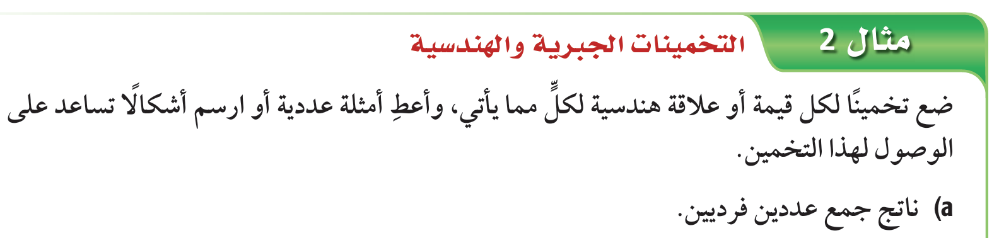 مثال 2 التخمينات الجبرية والهندسية
ضع تخمينًا لكل قيمة أو علاقة هندسية لكلٍّ مما يأتي، وأعطِ أمثلة عددية أو ارسم أشكالًا تساعد على
الوصول لهذا التخمين.
a) ناتج جمع عددين فرديين.